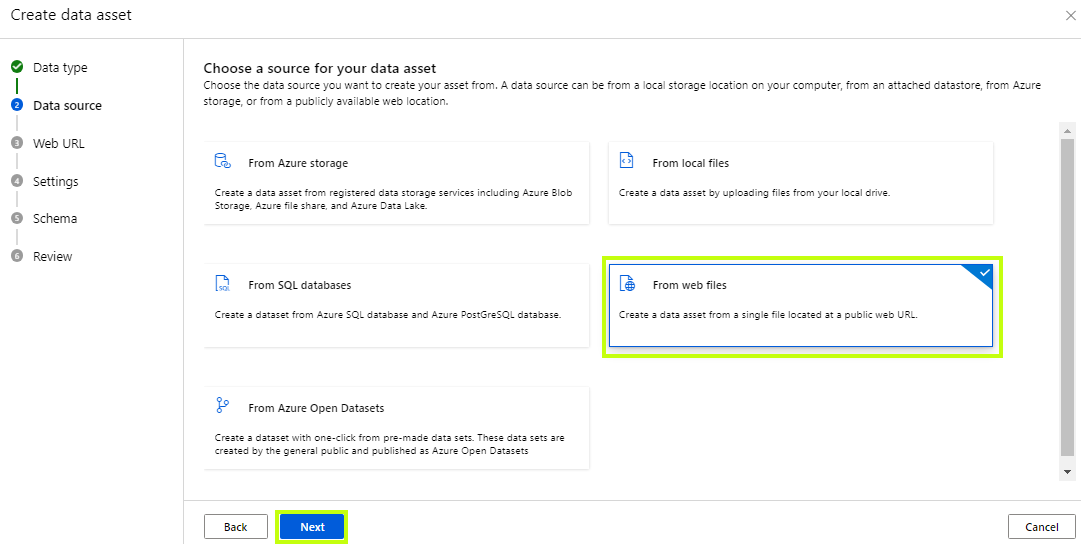 Create data asset
Data type
2 Data source
3 Web URL
4 Settings
5 Schema
6 Review
Choose a source for your data asset
Choose the data source you want to create your asset from. A data source can be from a local storage location on your computer, from an attached datastore, from Azure
storage, or from a publicly available web location.
From Azure storage
Create a data asset from registered data storage services including Azure Blob
Storage, Azure file share, and Azure Data Lake.
From local files
Create a data asset by uploading files from your local drive.
SQL
From SQL databases
Create a dataset from Azure SQL database and Azure PostGreSQL database.
From web files
Create a data asset from a single file located at a public web URL.
From Azure Open Datasets
Create a dataset with one-click from pre-made data sets. These data sets are
created by the general public and published as Azure Open Datasets
Back
Next
Cancel